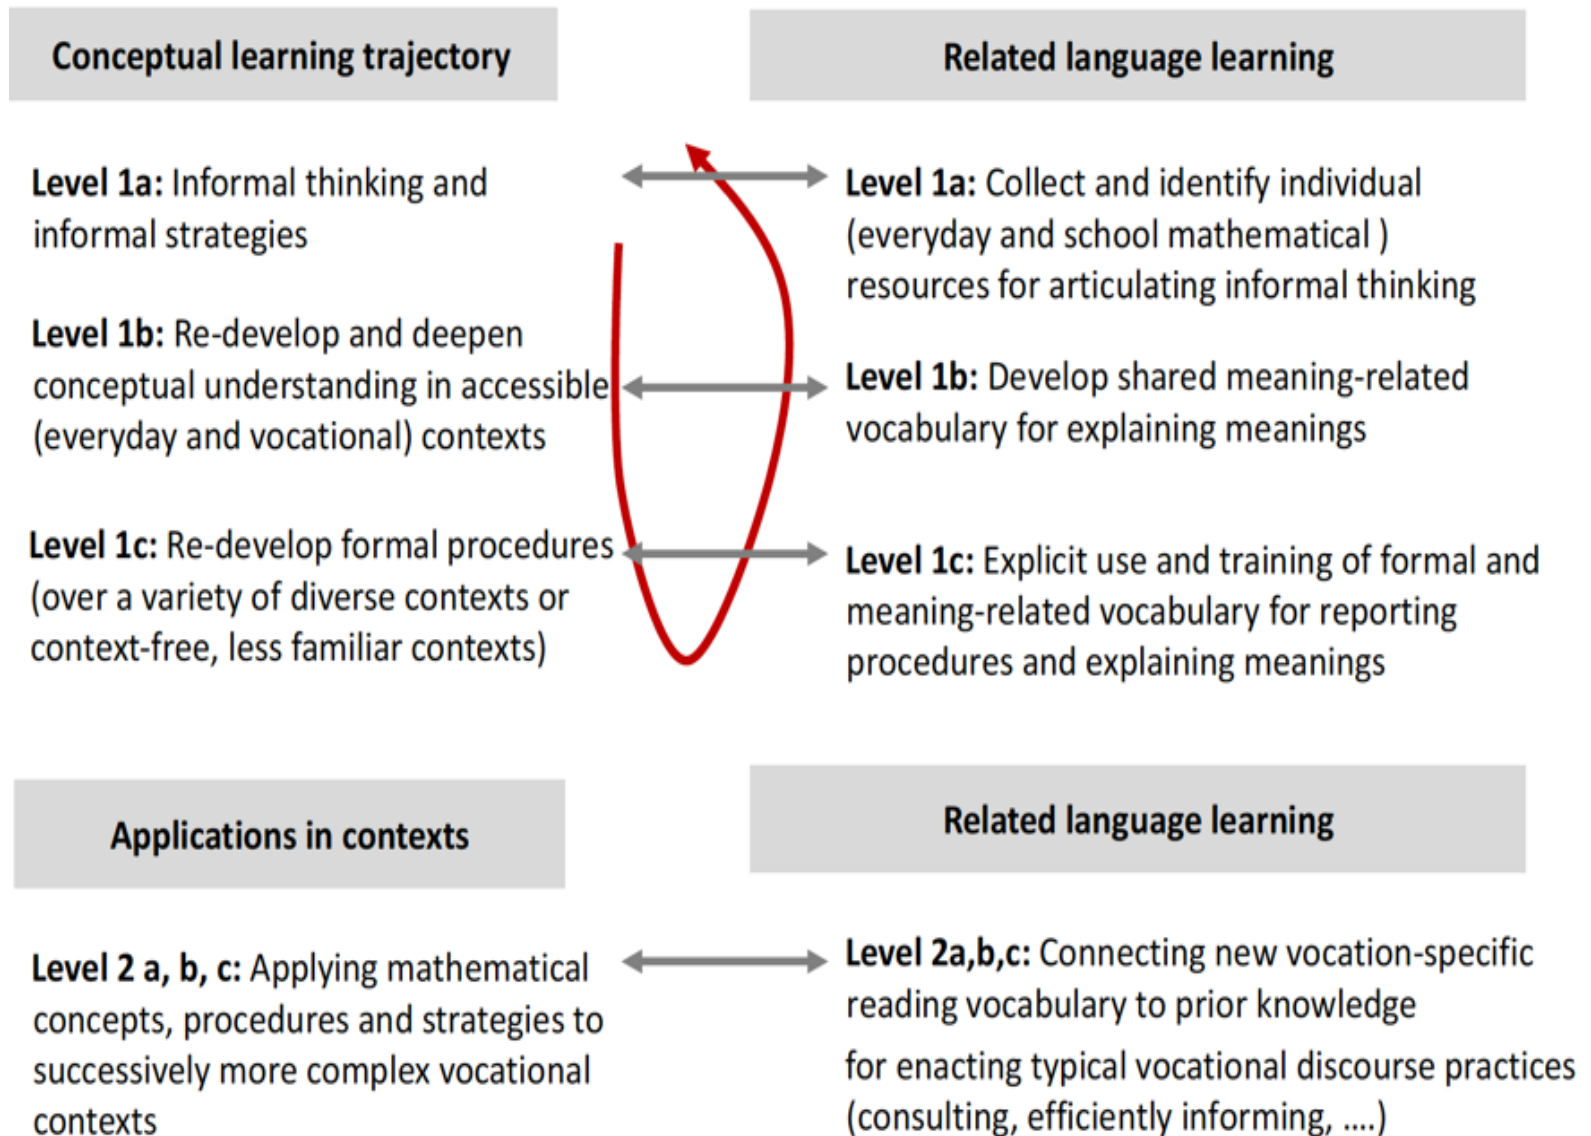 Conceptual learning trajectory
Related language learning
Level 1a: Informal thinking and
informal strategies
Level 1a: Collect and identify individual
(everyday and school mathematical )
resources for articulating informal thinking
Level 1b: Re-develop and deepen
conceptual understanding in accessible
(everyday and vocational) contexts
Level 1b: Develop shared meaning-related
vocabulary for explaining meanings
Level 1c: Re-develop formal procedures
(over a variety of diverse contexts or
context-free, less familiar contexts)
Level 1c: Explicit use and training of formal and
meaning-related vocabulary for reporting
procedures and explaining meanings
Applications in contexts
Related language learning
Level 2 a, b, c: Applying mathematical
concepts, procedures and strategies to
successively more complex vocational
contexts
Level 2a,b,c: Connecting new vocation-specific
reading vocabulary to prior knowledge
for enacting typical vocational discourse practices
(consulting, efficiently informing, ....)